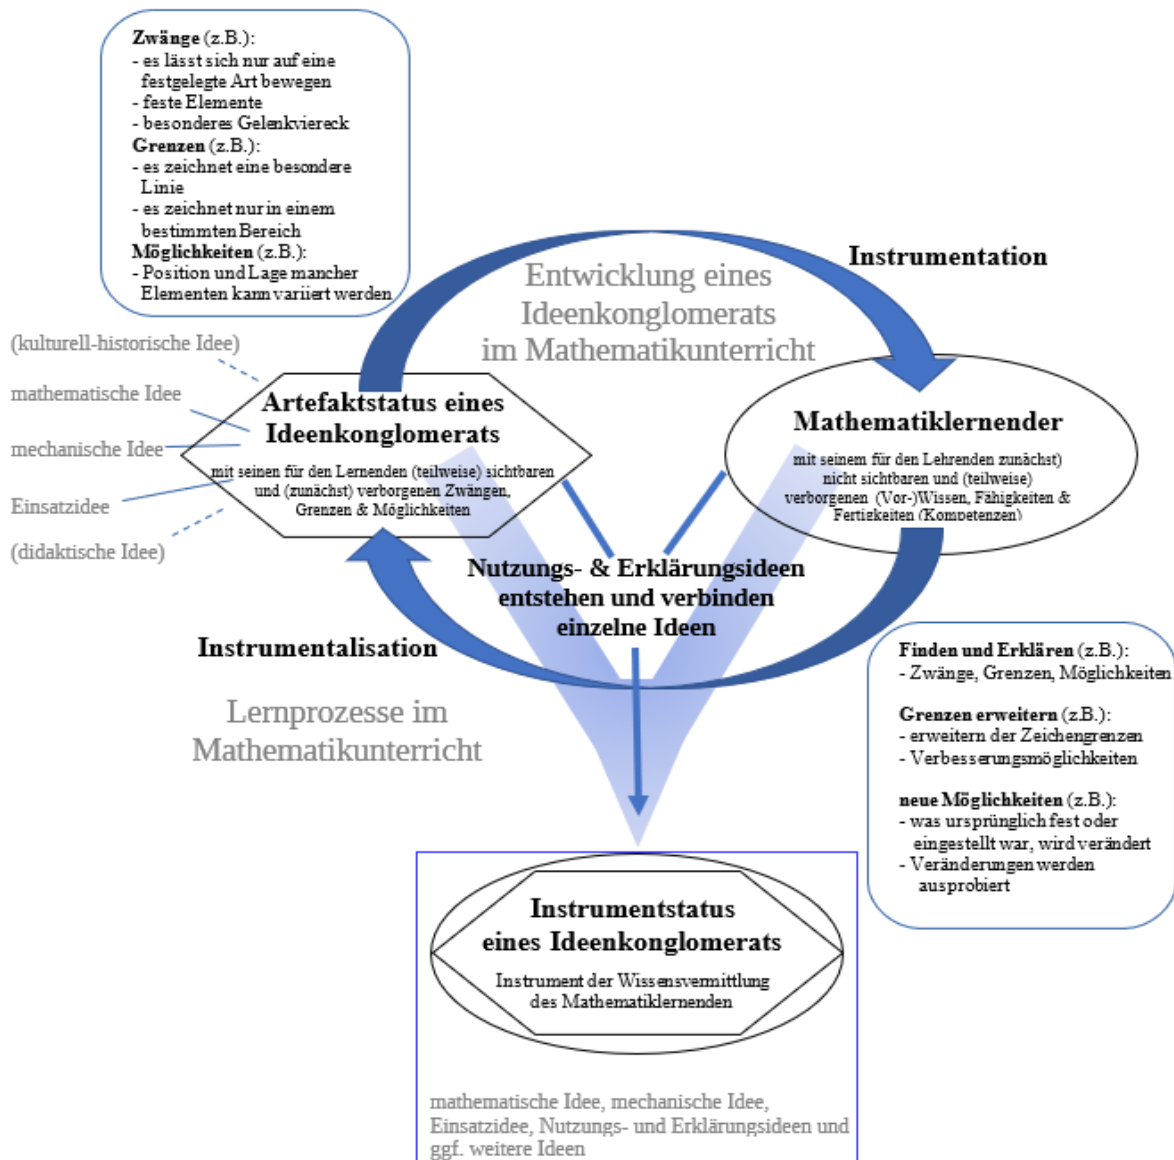 Zwänge (z.B.):
- es lässt sich nur auf eine
festgelegte Art bewegen
- feste Elemente
- besonderes Gelenkviereck
Grenzen (z.B.):
- es zeichnet eine besondere
Linie
- es zeichnet nur in einem
bestimmten Bereich
Möglichkeiten (z.B.):
- Position und Lage mancher
Elementen kann variiert werden
Instrumentation
Entwicklung eines
Ideenkonglomerats
im Mathematikunterricht
(kulturell-historische Idee)
mathematische Idee
mechanische Idee
Einsatzidee
(didaktische Idee)
Artefaktstatus eines
Ideenkonglomerats
mit seinen für den Lernenden (teilweise) sichtbaren
und (zunächst) verborgenen Zwängen,
Grenzen & Möglichkeiten
Mathematiklernender
mit seinem für den Lehrenden zunächst)
nicht sichtbaren und (teilweise)
verborgenen (Vor-)Wissen, Fähigkeiten &
Fertigkeiten (Kompetenzen)
Nutzungs- & Erklärungsideen
entstehen und verbinden
einzelne Ideen
Instrumentalisation
Lernprozesse im
Mathematikunterricht
Finden und Erklären (z.B.):
- Zwänge, Grenzen, Möglichkeiten
Grenzen erweitern (z.B.):
- erweitern der Zeichengrenzen
- Verbesserungsmöglichkeiten
neue Möglichkeiten (z.B.):
- was ursprünglich fest oder
eingestellt war, wird verändert
- Veränderungen werden
ausprobiert
Instrumentstatus
eines Ideenkonglomerats
Instrument der Wissensvermittlung
des Mathematiklernenden
mathematische Idee, mechanische Idee,
Einsatzidee, Nutzungs- und Erklärungsideen und
ggf. weitere Ideen